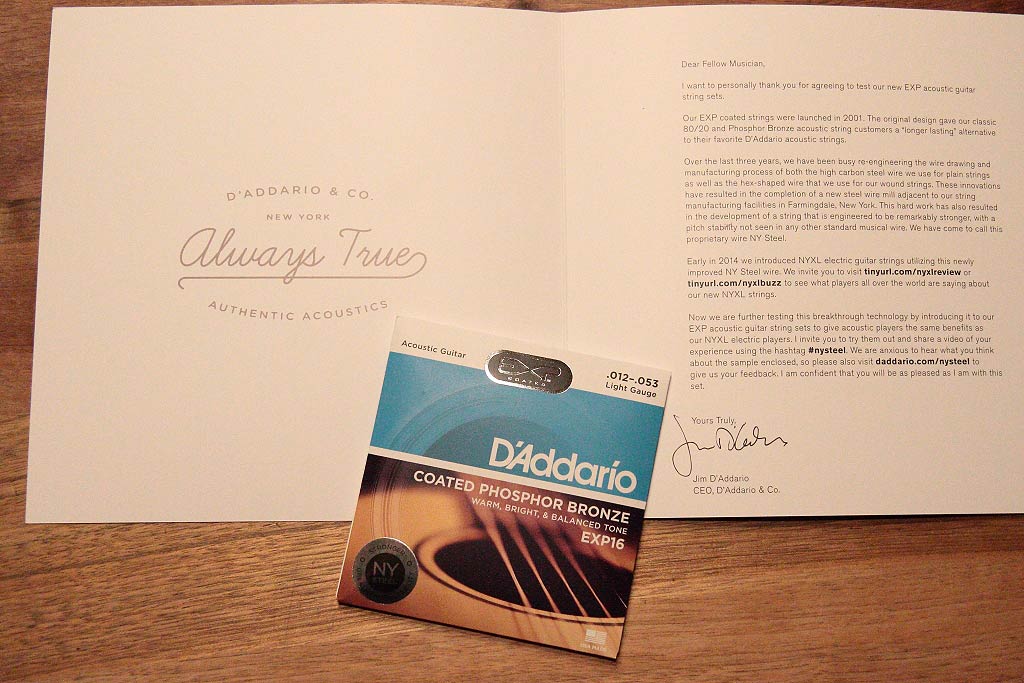 D'ADDARIO & CO.
NEW YORK
Always True
AUTHENTIC ACOUSTICS
Dear Fellow Musician,
I want to personally thank you for agreeing to test our new EXP acoustic guitar
string sets.
Our EXP coated strings were launched in 2001. The original design gave our classic
80/20 and Phosphor Bronze acoustic string customers a "longer lasting" alternative
to their favorite D'Addario acoustic strings.
Over the last three years, we have been busy re-engineering the wire drawing and
manufacturing process of both the high carbon steel wire we use for plain strings
as well as the hex-shaped wire that we use for our wound strings. These innovations
have resulted in the completion of a new steel wire mill adjacent to our string
manufacturing facilities in Farmingdale, New York. This hard work has also resulted
in the development of a string that is engineered to be remarkably stronger, with a
pitch stability not seen in any other standard musical wire. We have come to call this
proprietary wire NY Steel.
Early in 2014 we introduced NYXL electric guitar strings utilizing this newly
improved NY Steel wire. We invite you to visit tinyurl.com/nyxlreview or
tinyurl.com/nyxlbuzz to see what players all over the world are saying about
our new NYXL strings.
Now we are further testing this breakthrough technology by introducing it to our
EXP acoustic guitar string sets to give acoustic players the same benefits as
our NYXL electric players. I invite you to try them out and share a video of your
experience using the hashtag #nysteel. We are anxious to hear what you think
about the sample enclosed, so please also visit daddario.com/nysteel to
give us your feedback. I am confident that you will be as pleased as I am with this
set.
Yours Truly,
Jim D'Addario
CEO, D'Addario & Co.
Acoustic Guitar
EXP
COATED
.012-.053
Light Gauge
D'Addario
COATED PHOSPHOR BRONZE
WARM, BRIGHT, & BALANCED TONE
EXP16
STRONGER
NY
STEEL
USA MADE